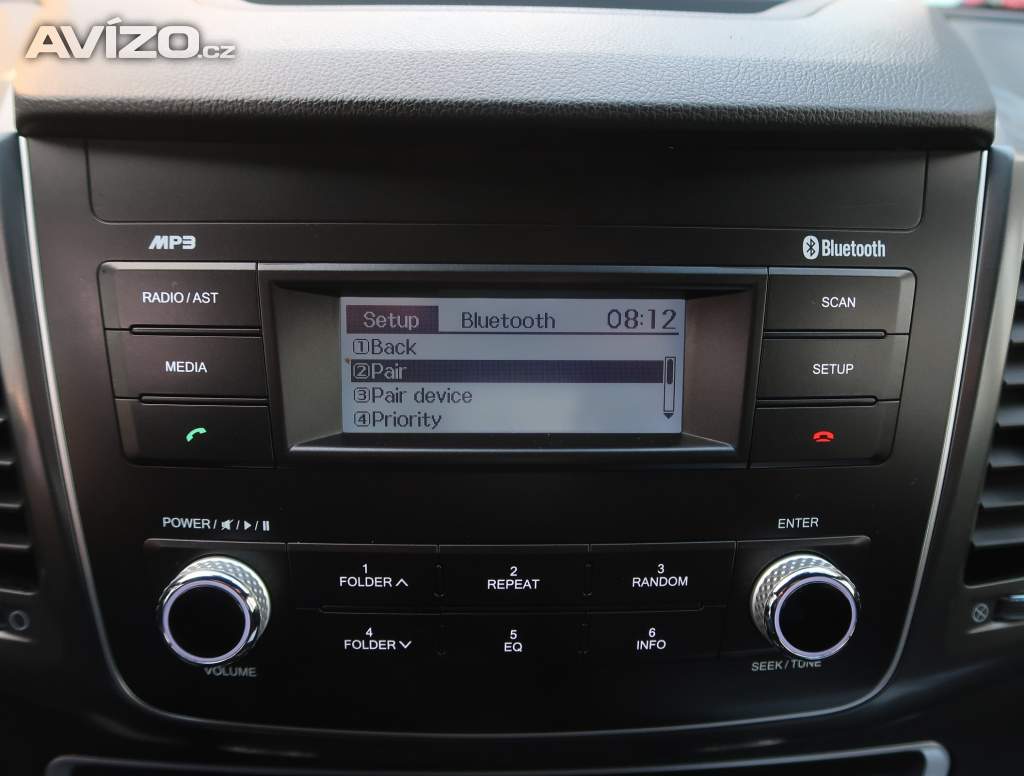 AVÍZO.cz
MP3
Bluetooth
RADIO / AST
MEDIA
Setup Bluetooth 08:12
①Back
②Pair
③Pair device
④Priority
SCAN
SETUP
POWER / / /
ENTER
1
FOLDER
2
REPEAT
3
RANDOM
4
FOLDER
5
EQ
6
INFO
VOLUME
SEEK / TUNE